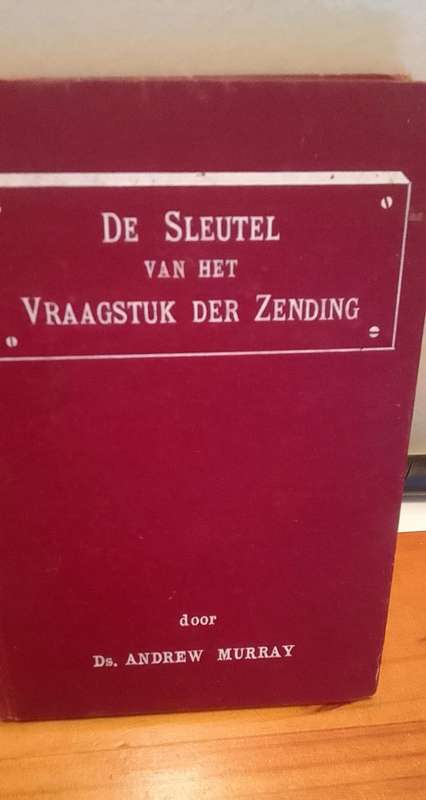 DE SLEUTEL
VAN HET
VRAAGSTUK DER ZENDING
door
DS. ANDREW MURRAY